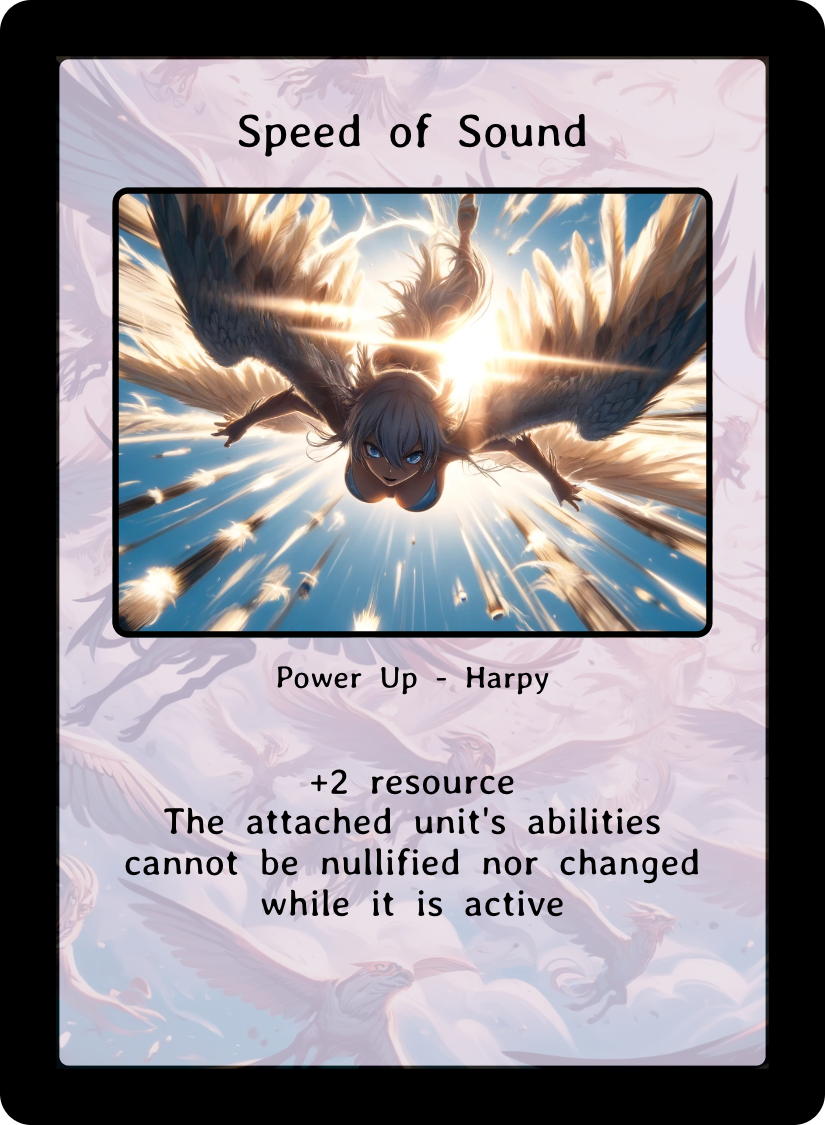 Speed of Sound
Power Up - Harpy
+2 resource
The attached unit's abilities
cannot be nullified nor changed
while it is active